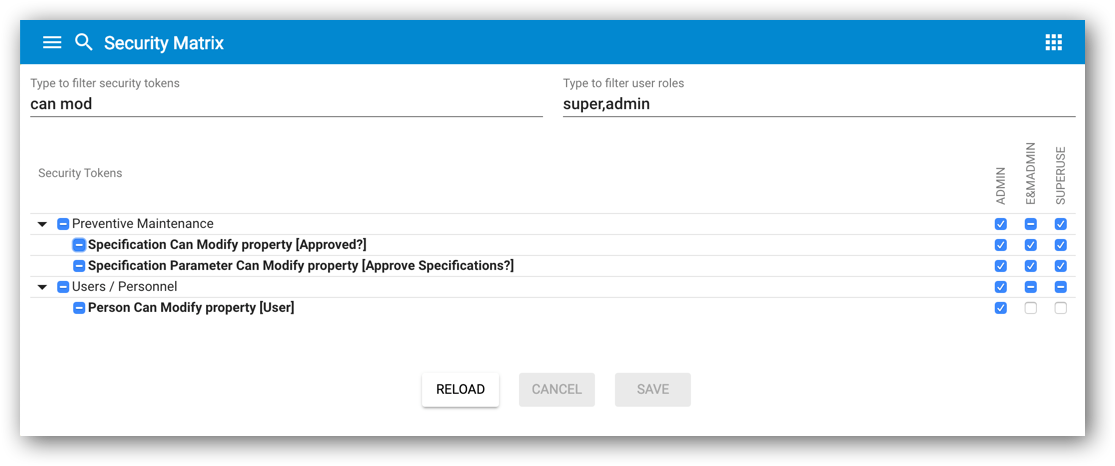 Security Matrix
Type to filter security tokens
can mod
Type to filter user roles
super,admin
Security Tokens
ADMIN
E&MADMIN
SUPERUSE
Preventive Maintenance
Specification Can Modify property [Approved?]
Specification Parameter Can Modify property [Approve Specifications?]
Users / Personnel
Person Can Modify property [User]
RELOAD
CANCEL
SAVE